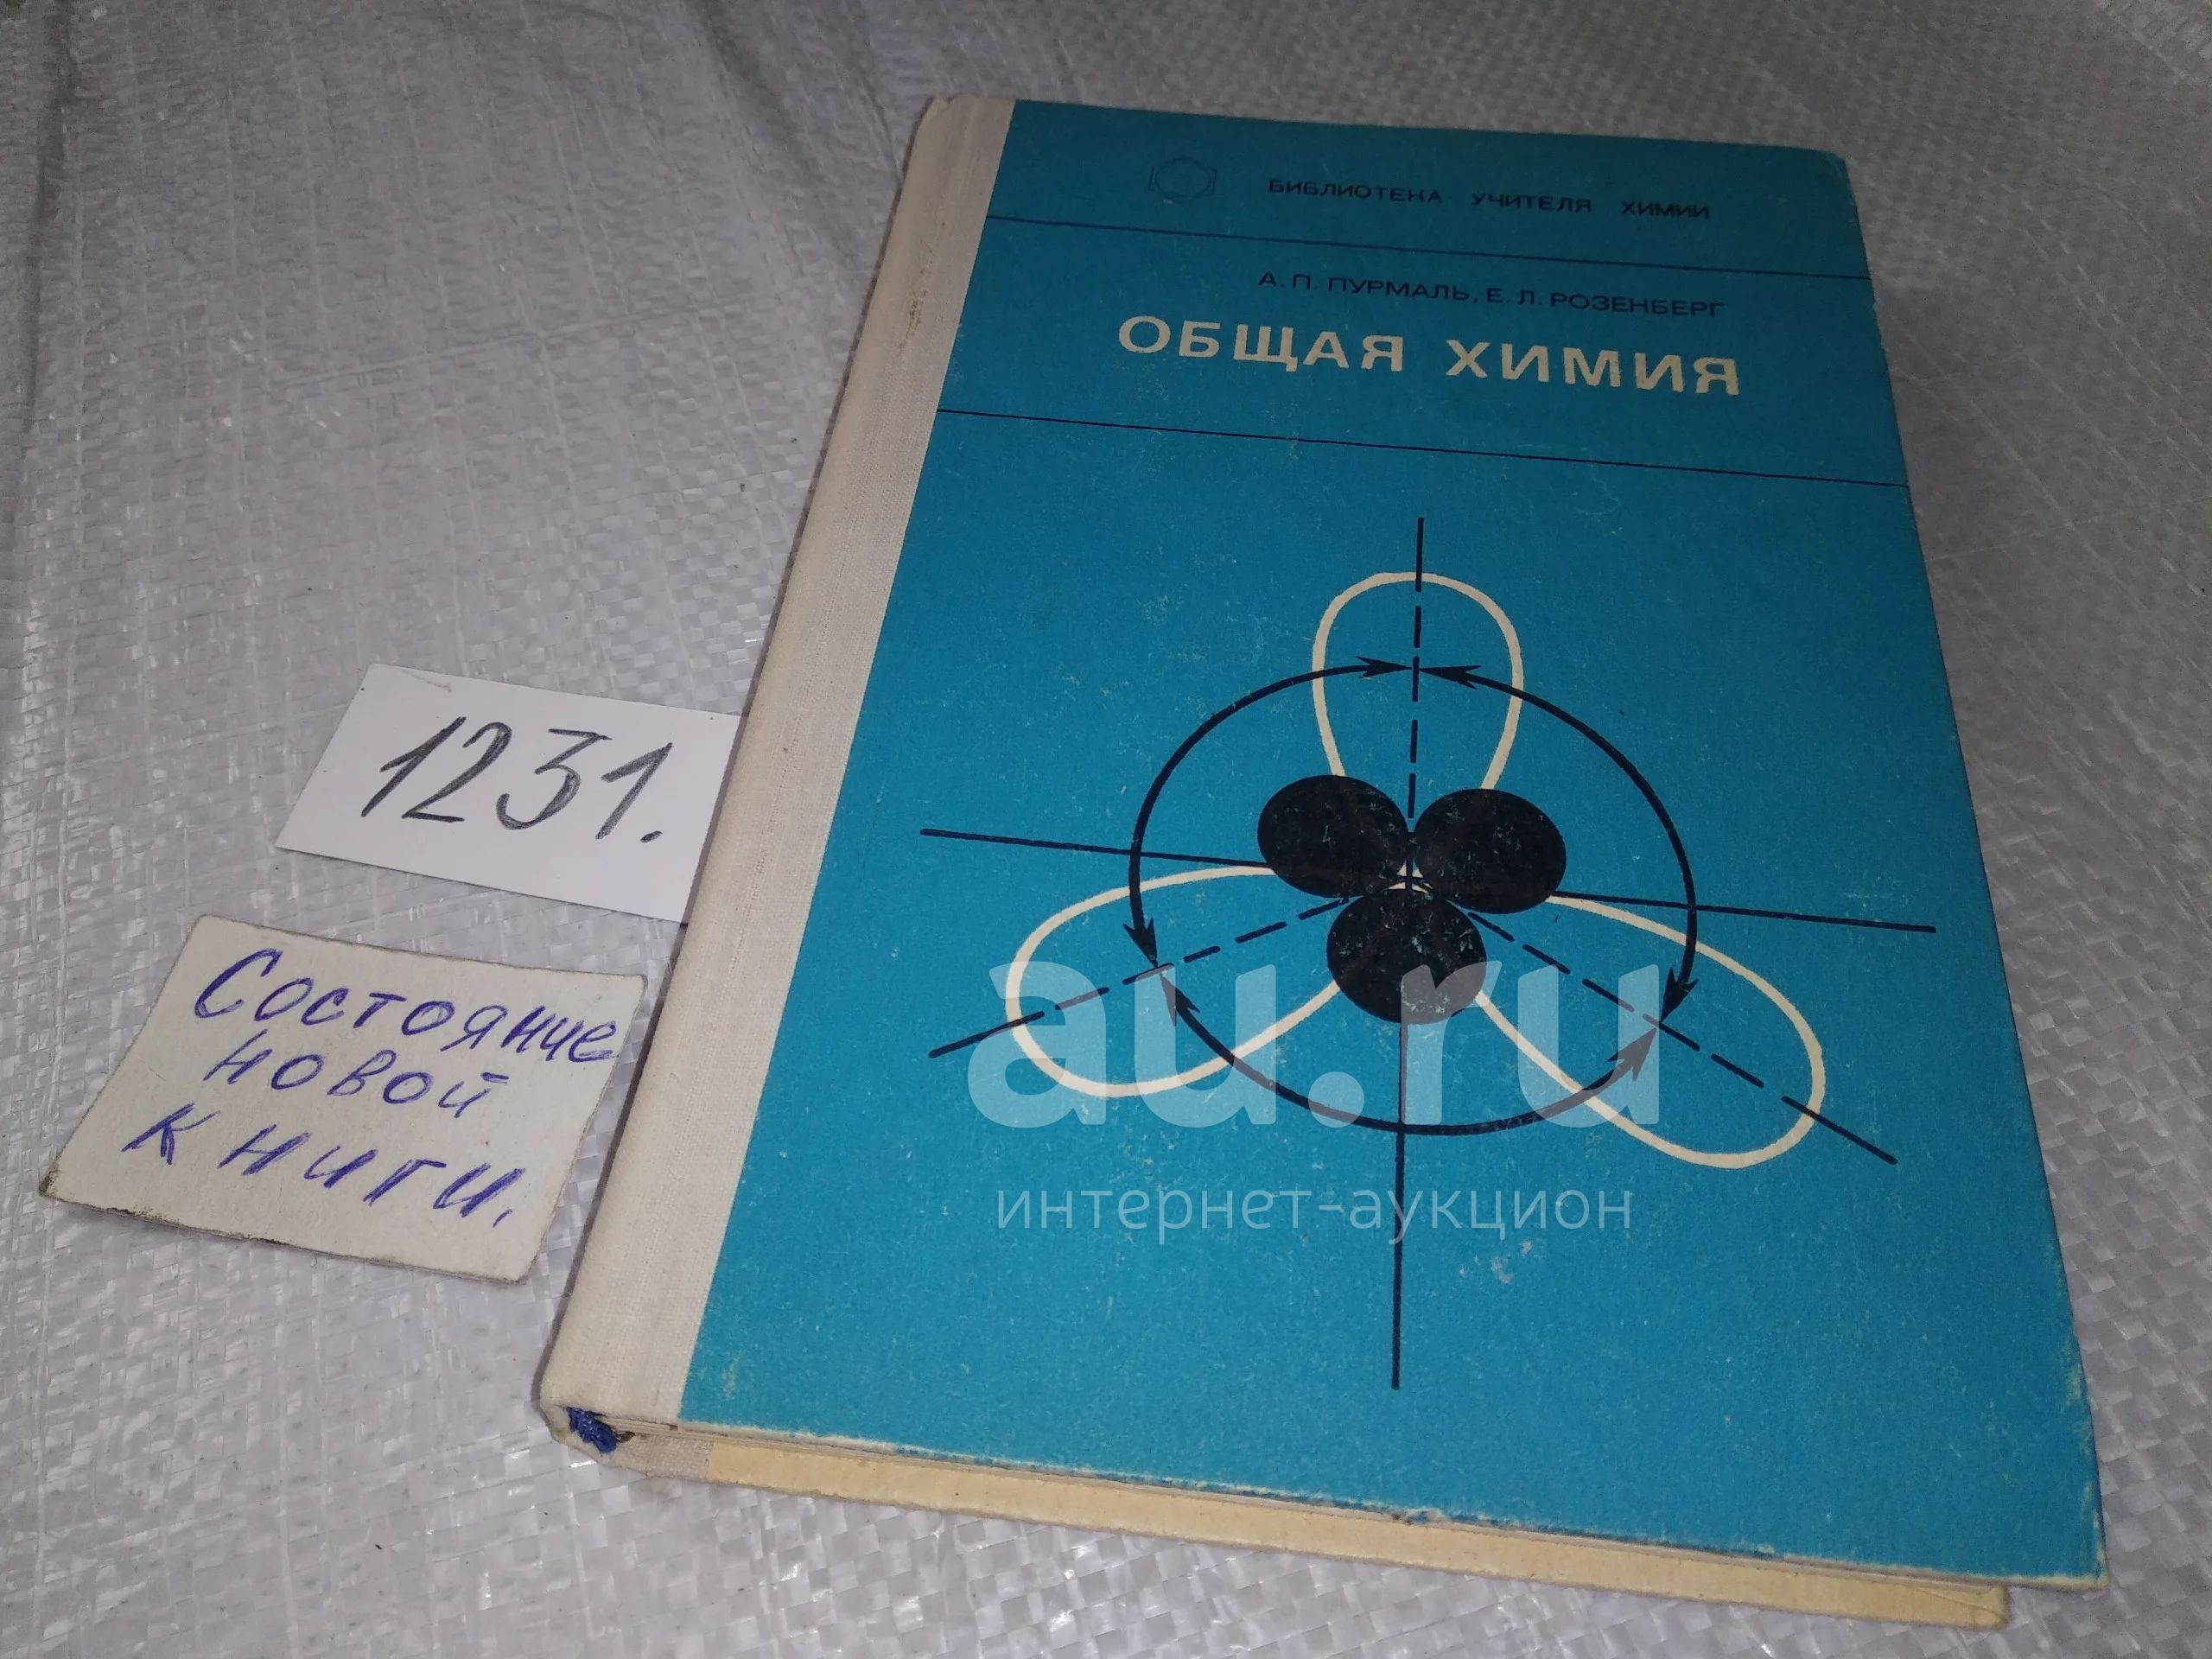 БИБЛИОТЕКА УЧИТЕЛЯ ХИМИИ
А. П. ПУРМАЛЬ, Е. Л. РОЗЕНБЕРГ
ОБЩАЯ ХИМИЯ
1231.
Состояние
новой
книги.
au.ru
интернет-аукцион